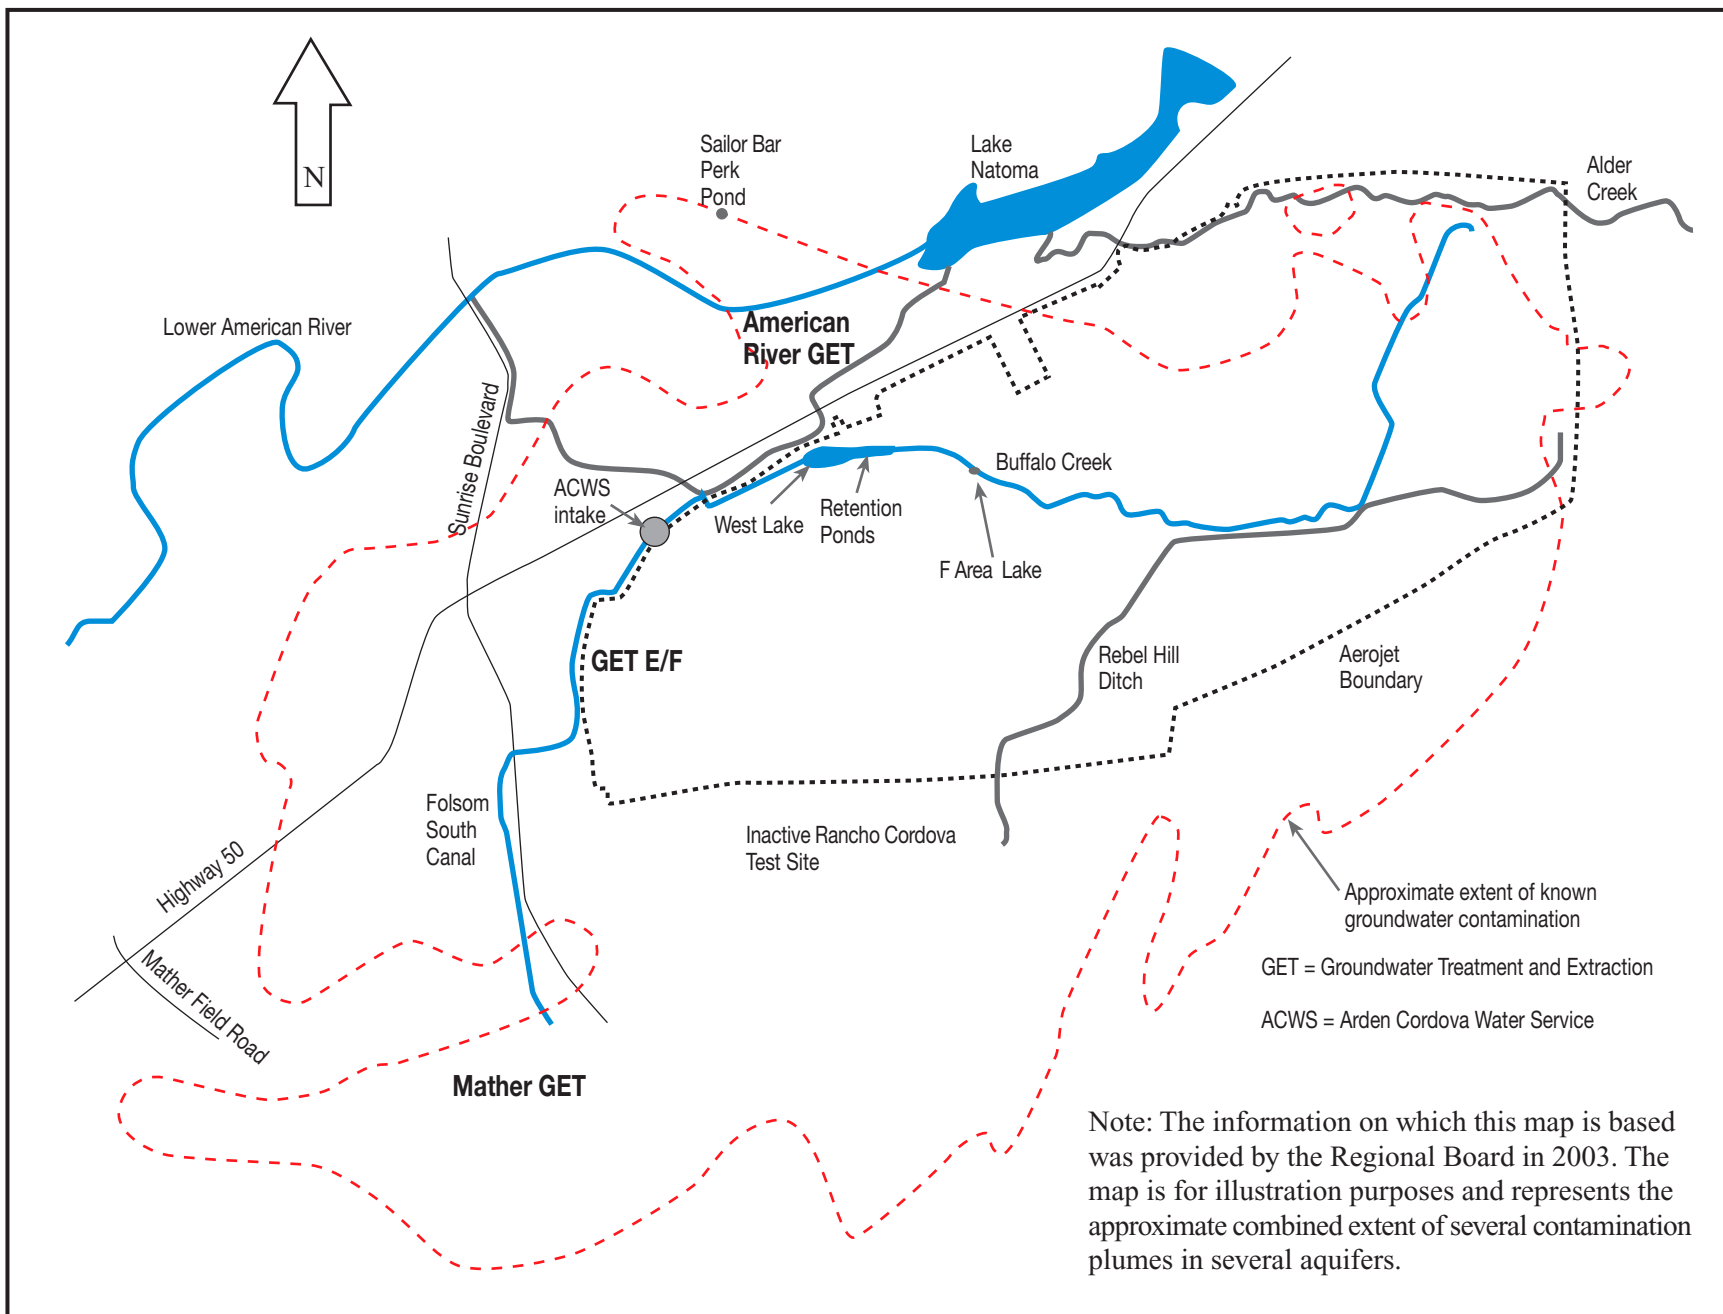 N
Sailor Bar
Perk
Pond
Lake
Natoma
Alder
Creek
Lower American River
American
River GET
Sunrise Boulevard
ACWS
intake
West Lake
Retention
Ponds
Buffalo Creek
F Area Lake
GET E/F
Rebel Hill
Ditch
Aerojet
Boundary
Folsom
South
Canal
Inactive Rancho Cordova
Test Site
Highway 50
Mather Field Road
Mather GET
Approximate extent of known
groundwater contamination
GET = Groundwater Treatment and Extraction
ACWS = Arden Cordova Water Service
Note: The information on which this map is based
was provided by the Regional Board in 2003. The
map is for illustration purposes and represents the
approximate combined extent of several contamination
plumes in several aquifers.